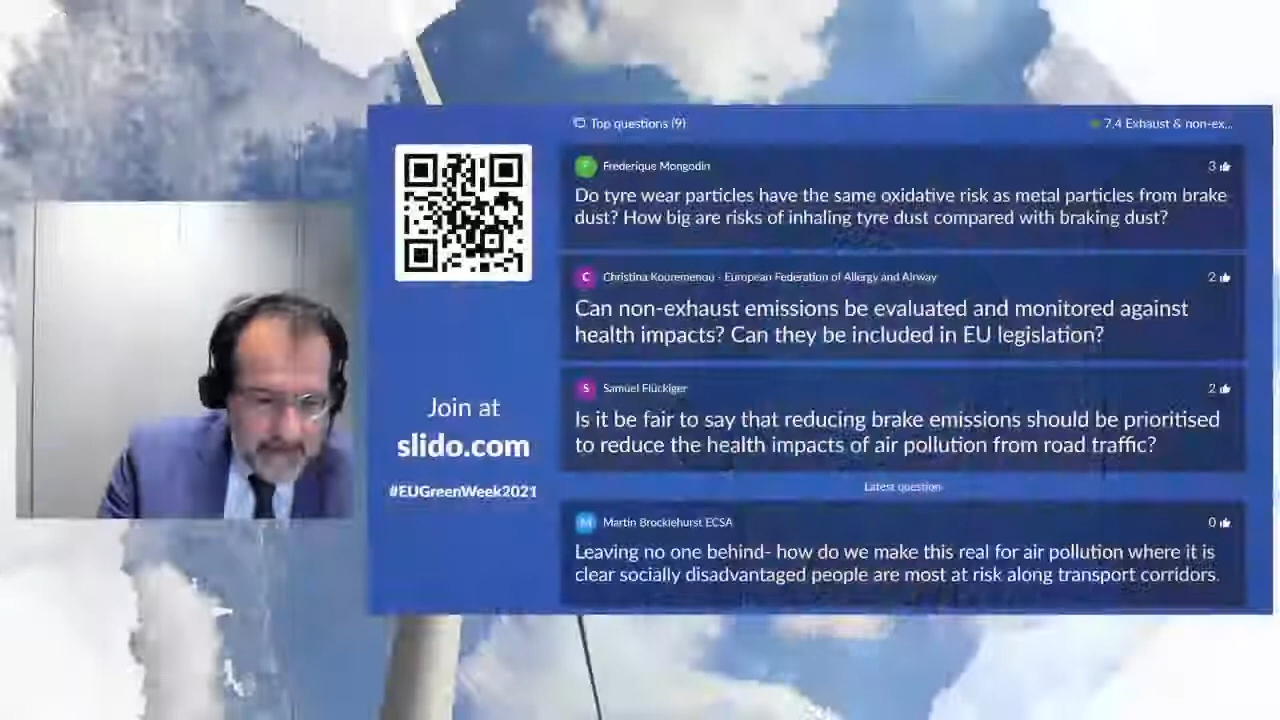 Top questions (9)
7.4 Exhaust & non-ex...
Frederique Mongodin
3
Do tyre wear particles have the same oxidative risk as metal particles from brake
dust? How big are risks of inhaling tyre dust compared with braking dust?
C
Christina Kouremenou - European Federation of Allergy and Airway
2
Can non-exhaust emissions be evaluated and monitored against
health impacts? Can they be included in EU legislation?
S
Samuel Flückiger
2
Is it be fair to say that reducing brake emissions should be prioritised
to reduce the health impacts of air pollution from road traffic?
Latest question
M
Martin Brocklehurst ECSA
0
Leaving no one behind- how do we make this real for air pollution where it is
clear socially disadvantaged people are most at risk along transport corridors.
Join at
slido.com
#EUGreenWeek2021